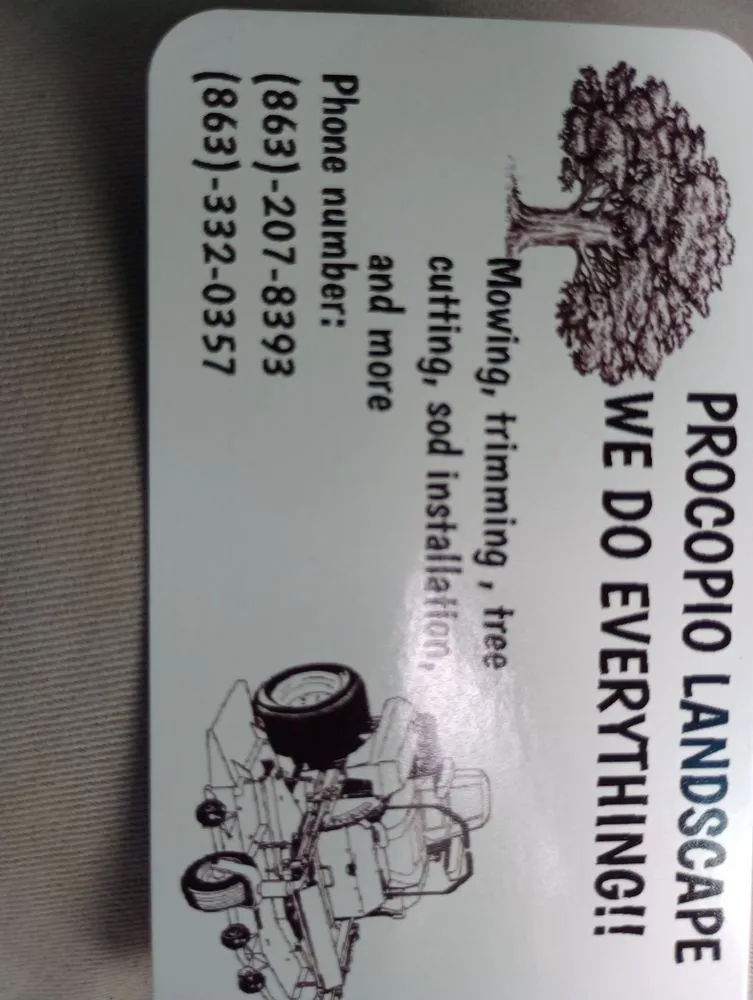 PROCOPIO LANDSCAPE
WE DO EVERYTHING!!
Mowing, trimming , tree
cutting, sod installation,
and more
Phone number:
(863)-207-8393
(863)-332-0357